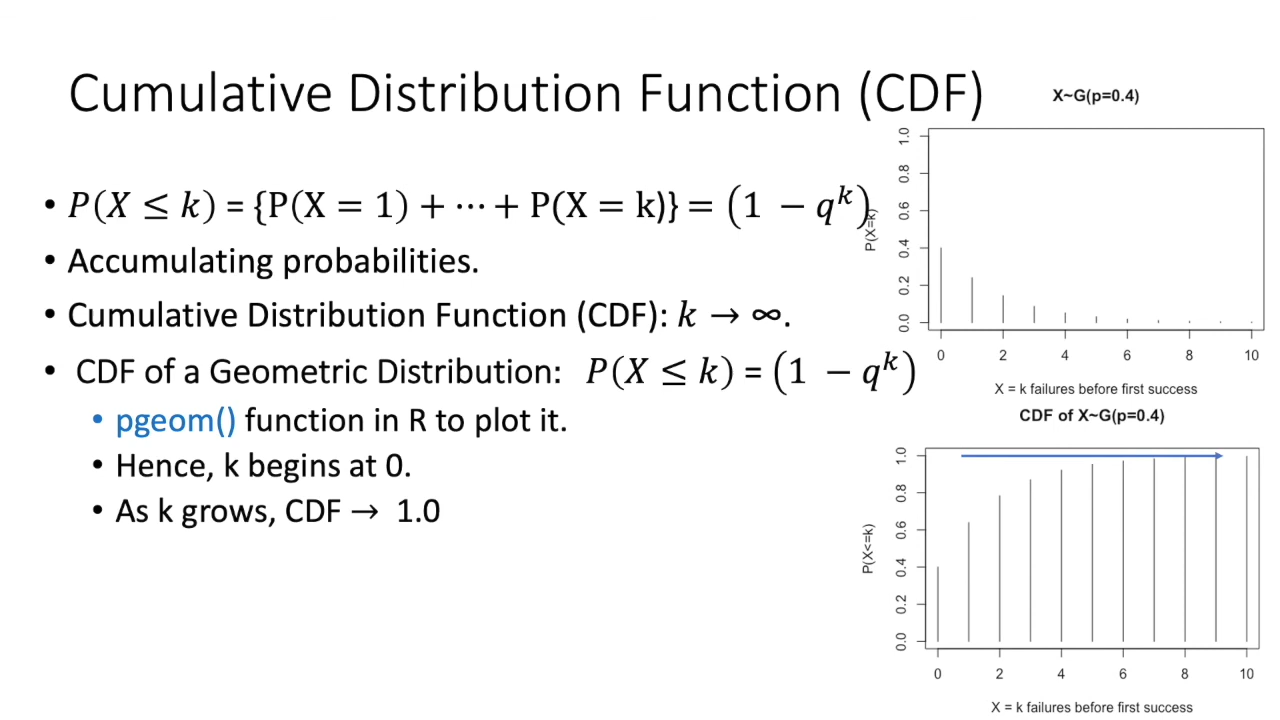 Cumulative Distribution Function (CDF)
• P(X ≤ k) = {P(X = 1) + ⋯ + P(X = k)} = (1 − q^k)
• Accumulating probabilities.
• Cumulative Distribution Function (CDF): k → ∞.
• CDF of a Geometric Distribution: P(X ≤ k) = (1 − q^k)
• pgeom() function in R to plot it.
• Hence, k begins at 0.
• As k grows, CDF → 1.0
X~G(p=0.4)
P(X=k)
0.0 0.2 0.4 0.6 0.8 1.0
0 2 4 6 8 10
X = k failures before first success
CDF of X~G(p=0.4)
P(X<=k)
0.0 0.2 0.4 0.6 0.8 1.0
0 2 4 6 8 10
X = k failures before first success